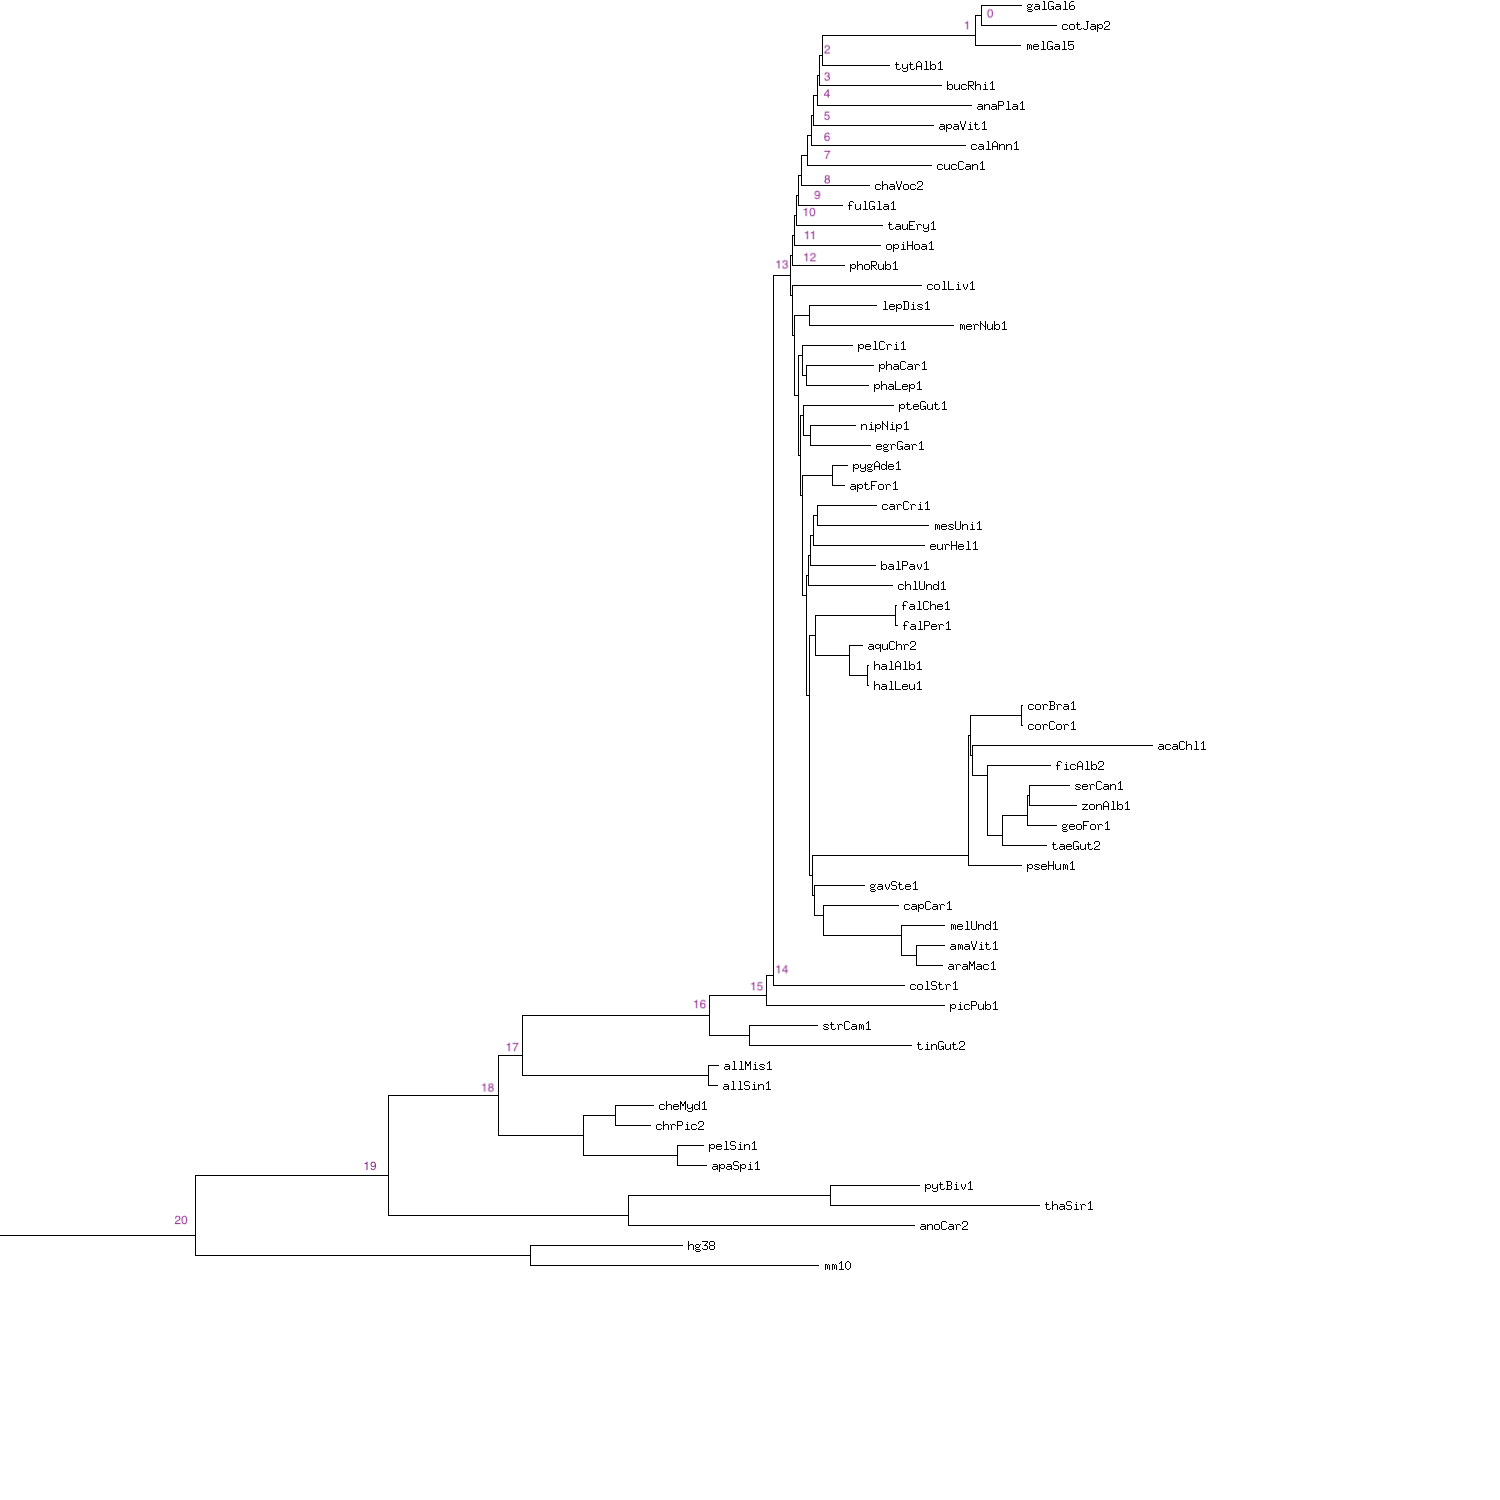 galGal6
0
cotJap2
1
melGal5
2
tytAlb1
3
bucRhi1
4
anaPla1
5
apaVit1
6
calAnn1
7
cucCan1
8
chaVoc2
9
fulGla1
10
tauEry1
11
opiHoa1
12
13
phoRub1
colLiv1
lepDis1
merNub1
pelCri1
phaCar1
phaLep1
pteGut1
nipNip1
egrGar1
pygAde1
aptFor1
carCri1
mesUni1
eurHel1
balPav1
chlUnd1
falChe1
falPer1
aquChr2
halAlb1
halLeu1
corBra1
corCor1
acaChl1
ficAlb2
serCan1
zonAlb1
geoFor1
taeGut2
pseHum1
gavSte1
capCar1
melUnd1
amaVit1
araMac1
14
colStr1
15
16
picPub1
strCam1
17
tinGut2
allMis1
18
allSin1
cheMyd1
chrPic2
pelSin1
19
apaSpi1
pytBiv1
thaSir1
20
anoCar2
hg38
mm10